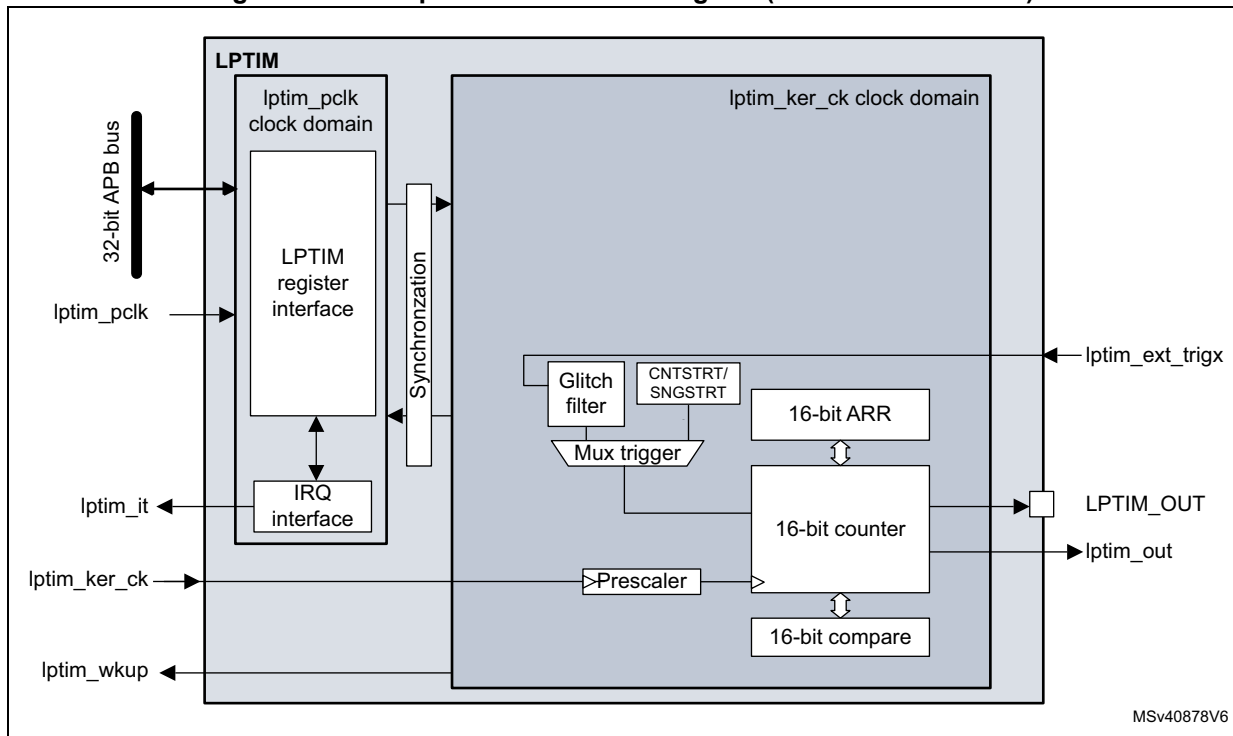 LPTIM
lptim_pclk
clock domain
lptim_ker_ck clock domain
32-bit APB bus
LPTIM
register
interface
Synchronzation
lptim_pclk
lptim_ext_trigx
Glitch
filter
CNTSTRT/
SNGSTRT
16-bit ARR
Mux trigger
IRQ
interface
lptim_it
16-bit counter
LPTIM_OUT
lptim_out
lptim_ker_ck
Prescaler
16-bit compare
lptim_wkup
MSv40878V6